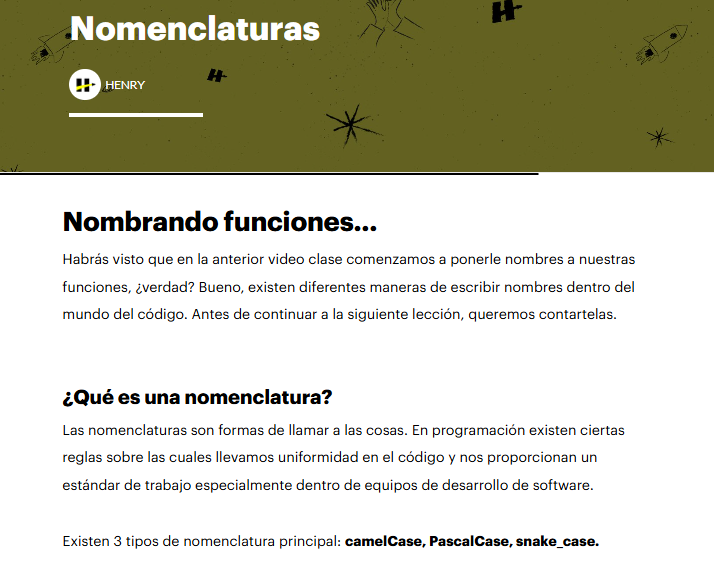 Nomenclaturas
HENRY
Nombrando funciones...
Habrás visto que en la anterior video clase comenzamos a ponerle nombres a nuestras
funciones, ¿verdad? Bueno, existen diferentes maneras de escribir nombres dentro del
mundo del código. Antes de continuar a la siguiente lección, queremos contartelas.
¿Qué es una nomenclatura?
Las nomenclaturas son formas de llamar a las cosas. En programación existen ciertas
reglas sobre las cuales llevamos uniformidad en el código y nos proporcionan un
estándar de trabajo especialmente dentro de equipos de desarrollo de software.
Existen 3 tipos de nomenclatura principal: camelCase, PascalCase, snake_case.